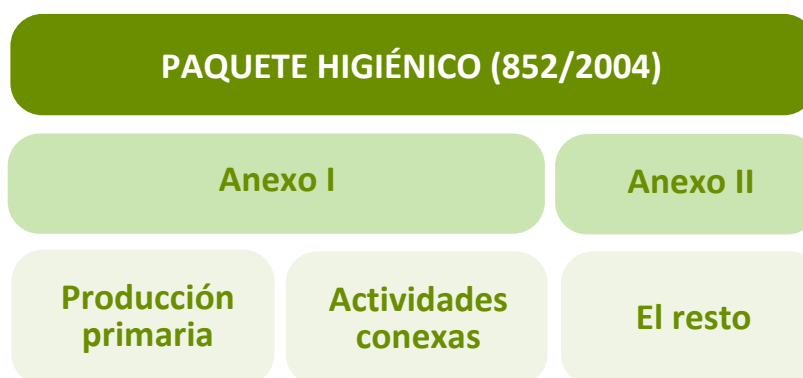 PAQUETE HIGIÉNICO (852/2004)
Anexo I
Anexo II
Producción
primaria
Actividades
conexas
El resto